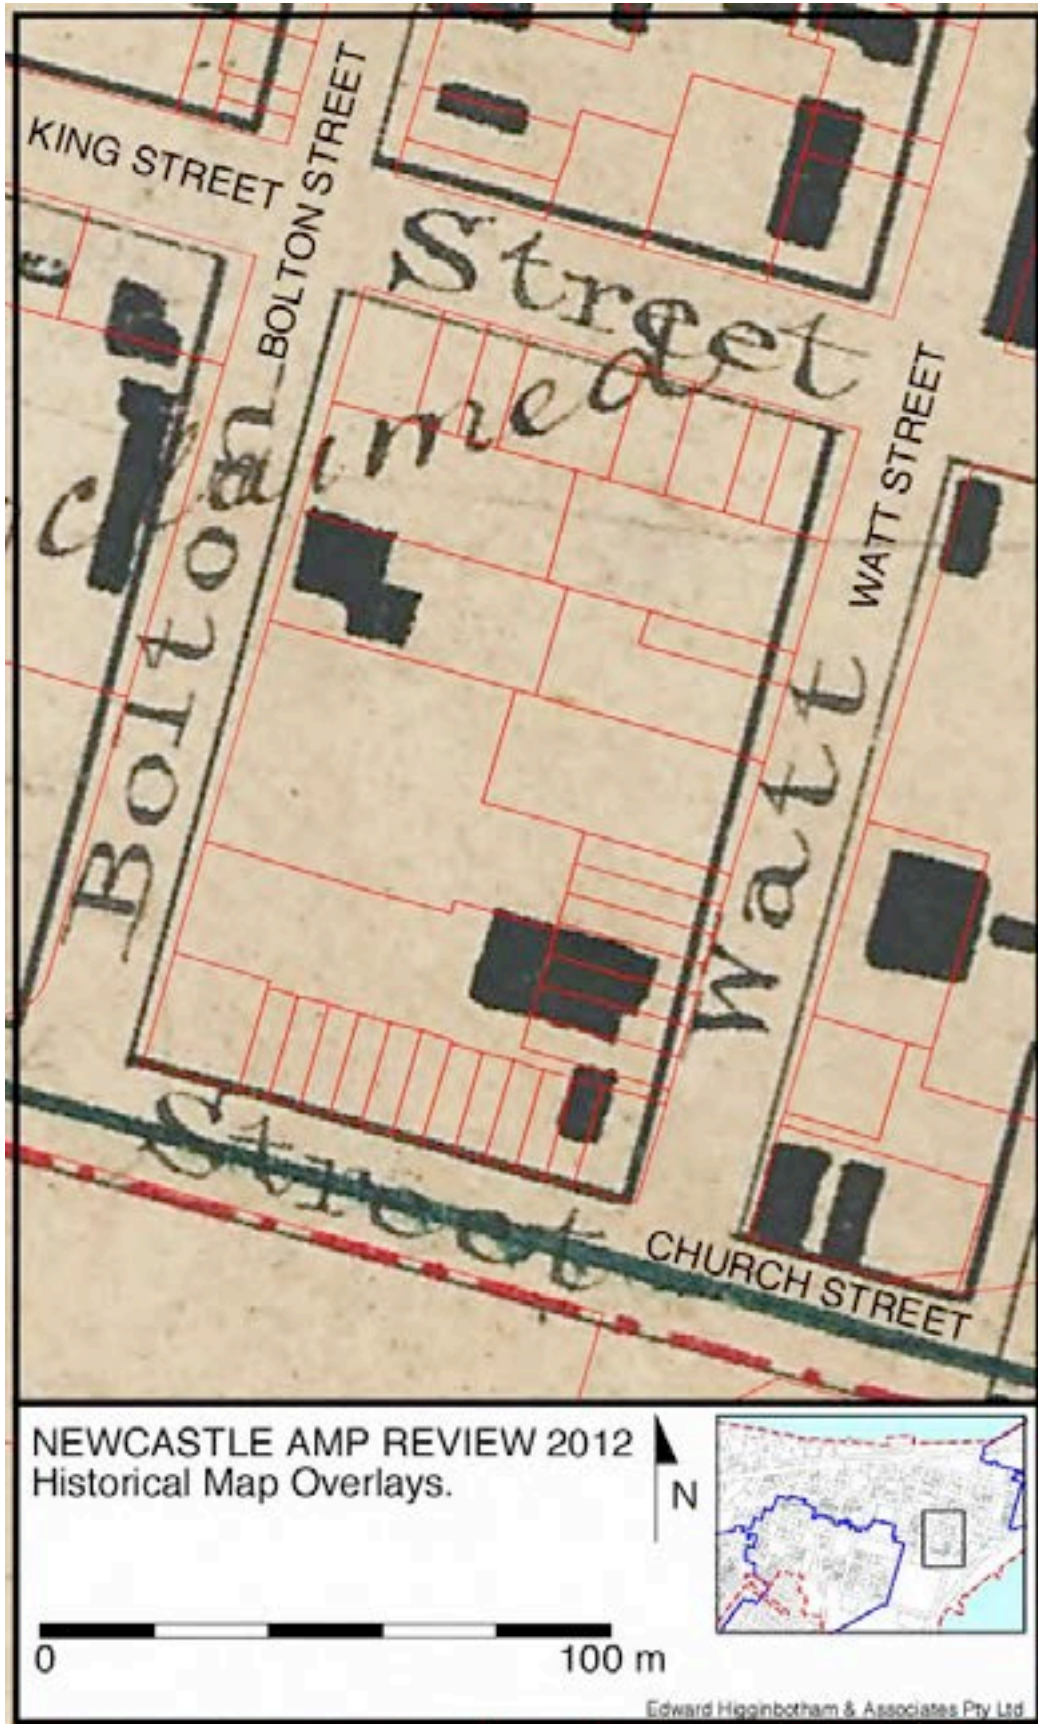 KING STREET
BOLTON STREET
Street
claimed
WATT STREET
Bolton
Watt
Street
CHURCH STREET
NEWCASTLE AMP REVIEW 2012
Historical Map Overlays.
N
0
100 m
Edward Higginbotham & Associates Pty Ltd